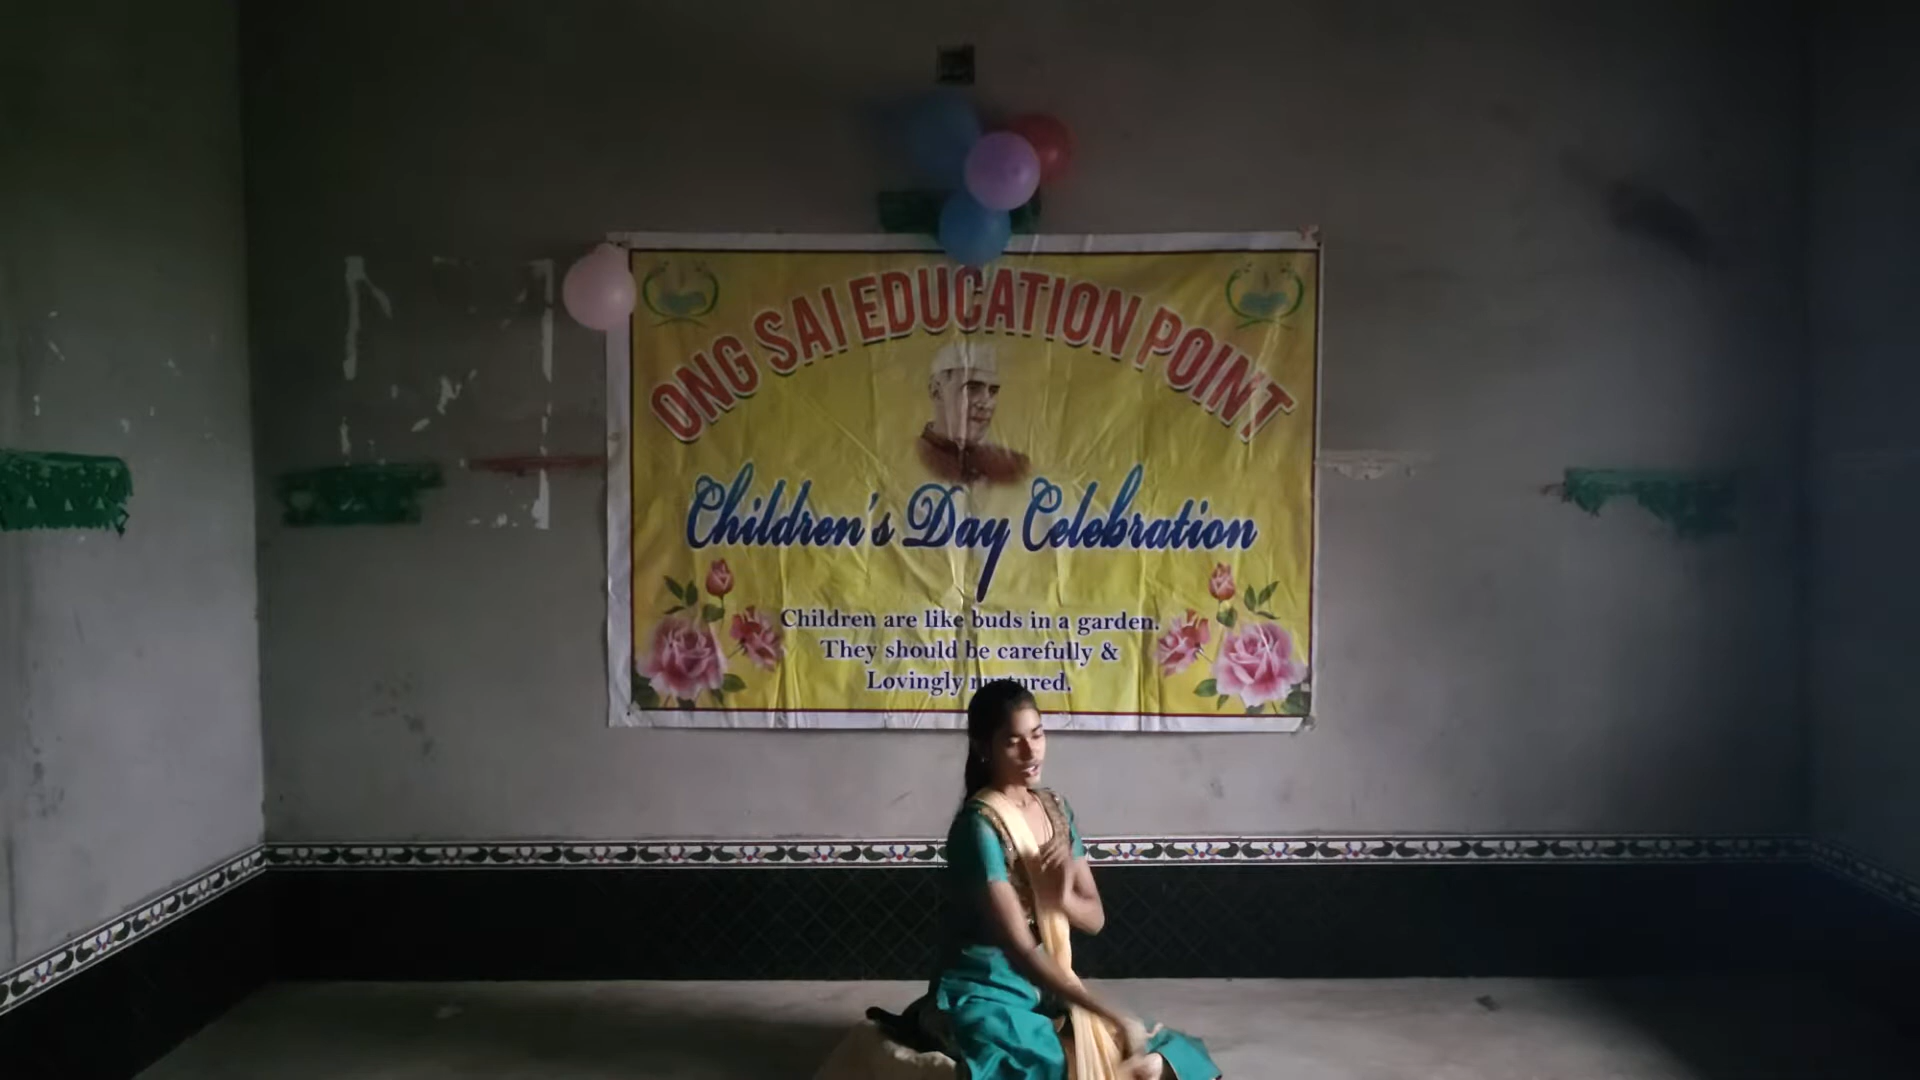 ONG SAI EDUCATION POINT
Children's Day Celebration
Children are like buds in a garden.
They should be carefully &
Lovingly